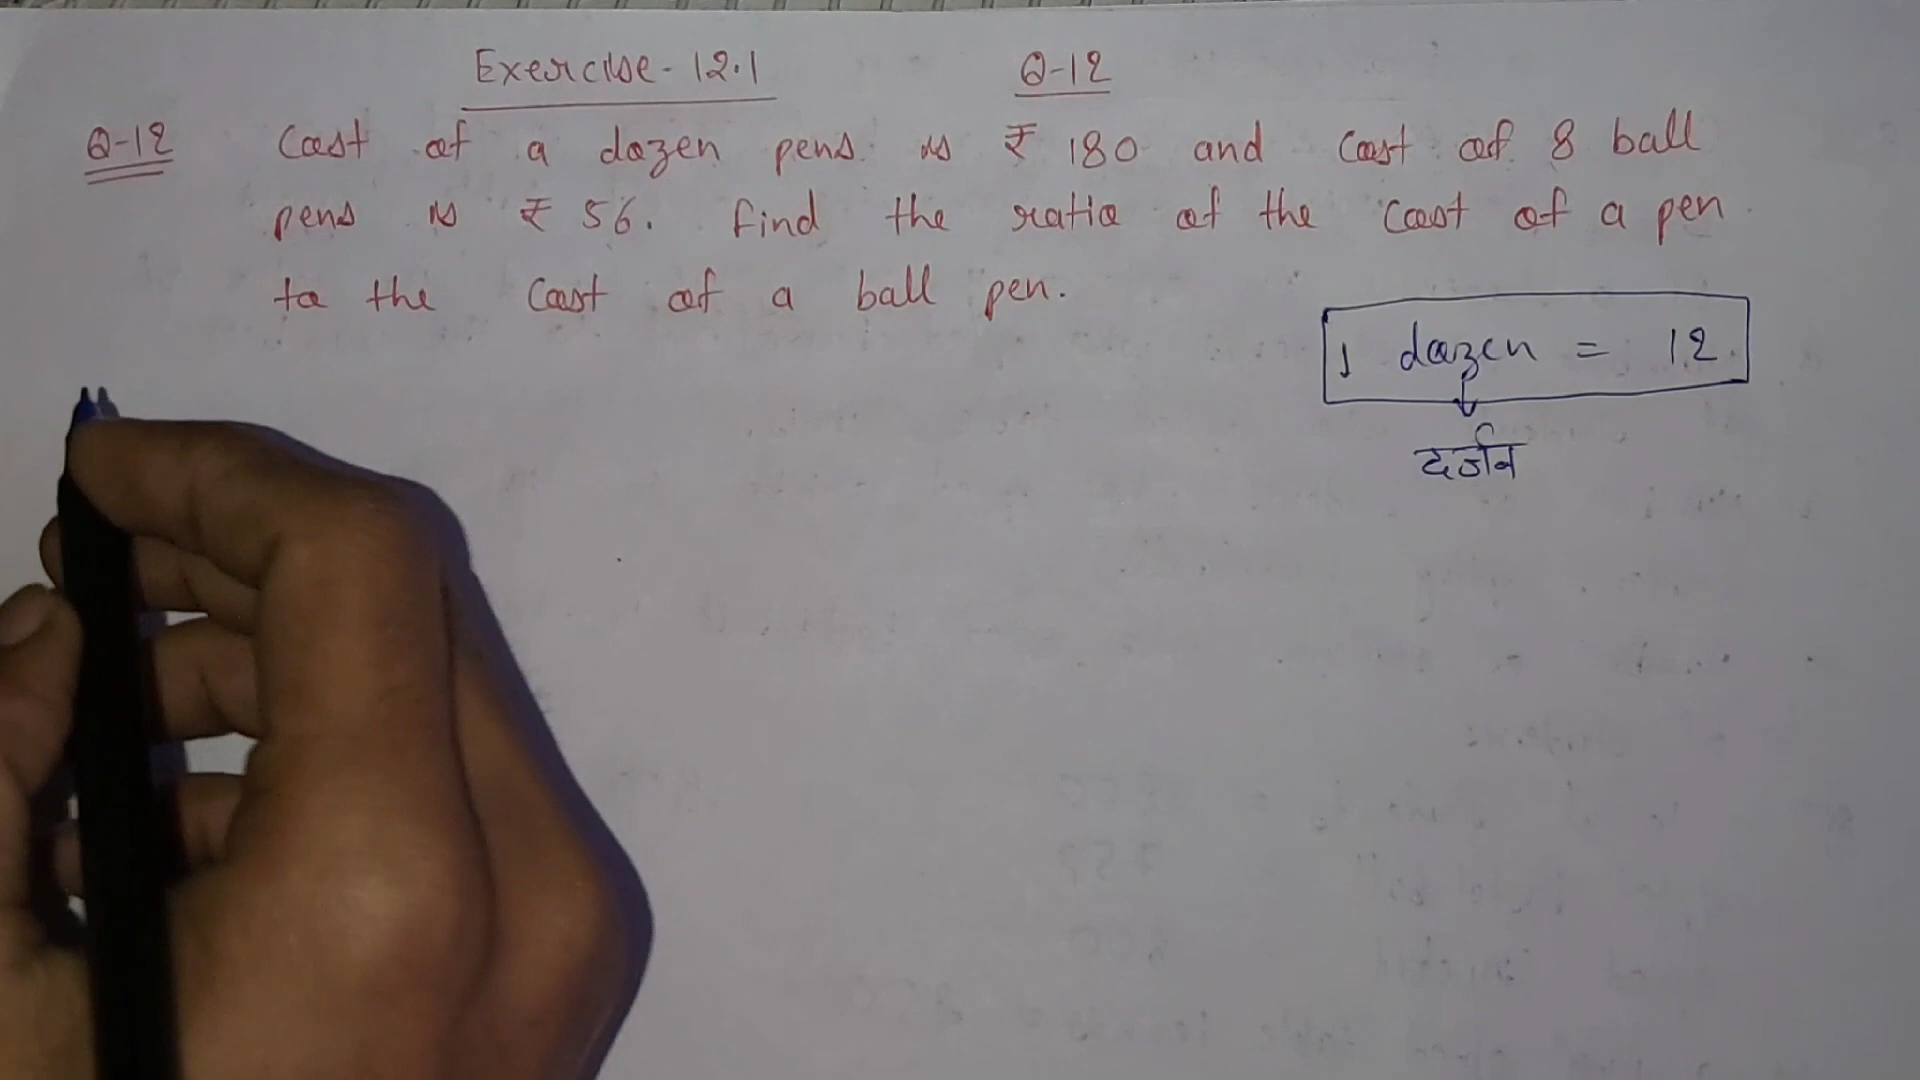 Exercise-12.1 Q-12
Q-12 Cost of a dozen pens is ₹ 180 and cost of 8 ball
pens is ₹ 56. Find the ratio of the cost of a pen
to the cost of a ball pen.
1 dozen = 12
दर्जन